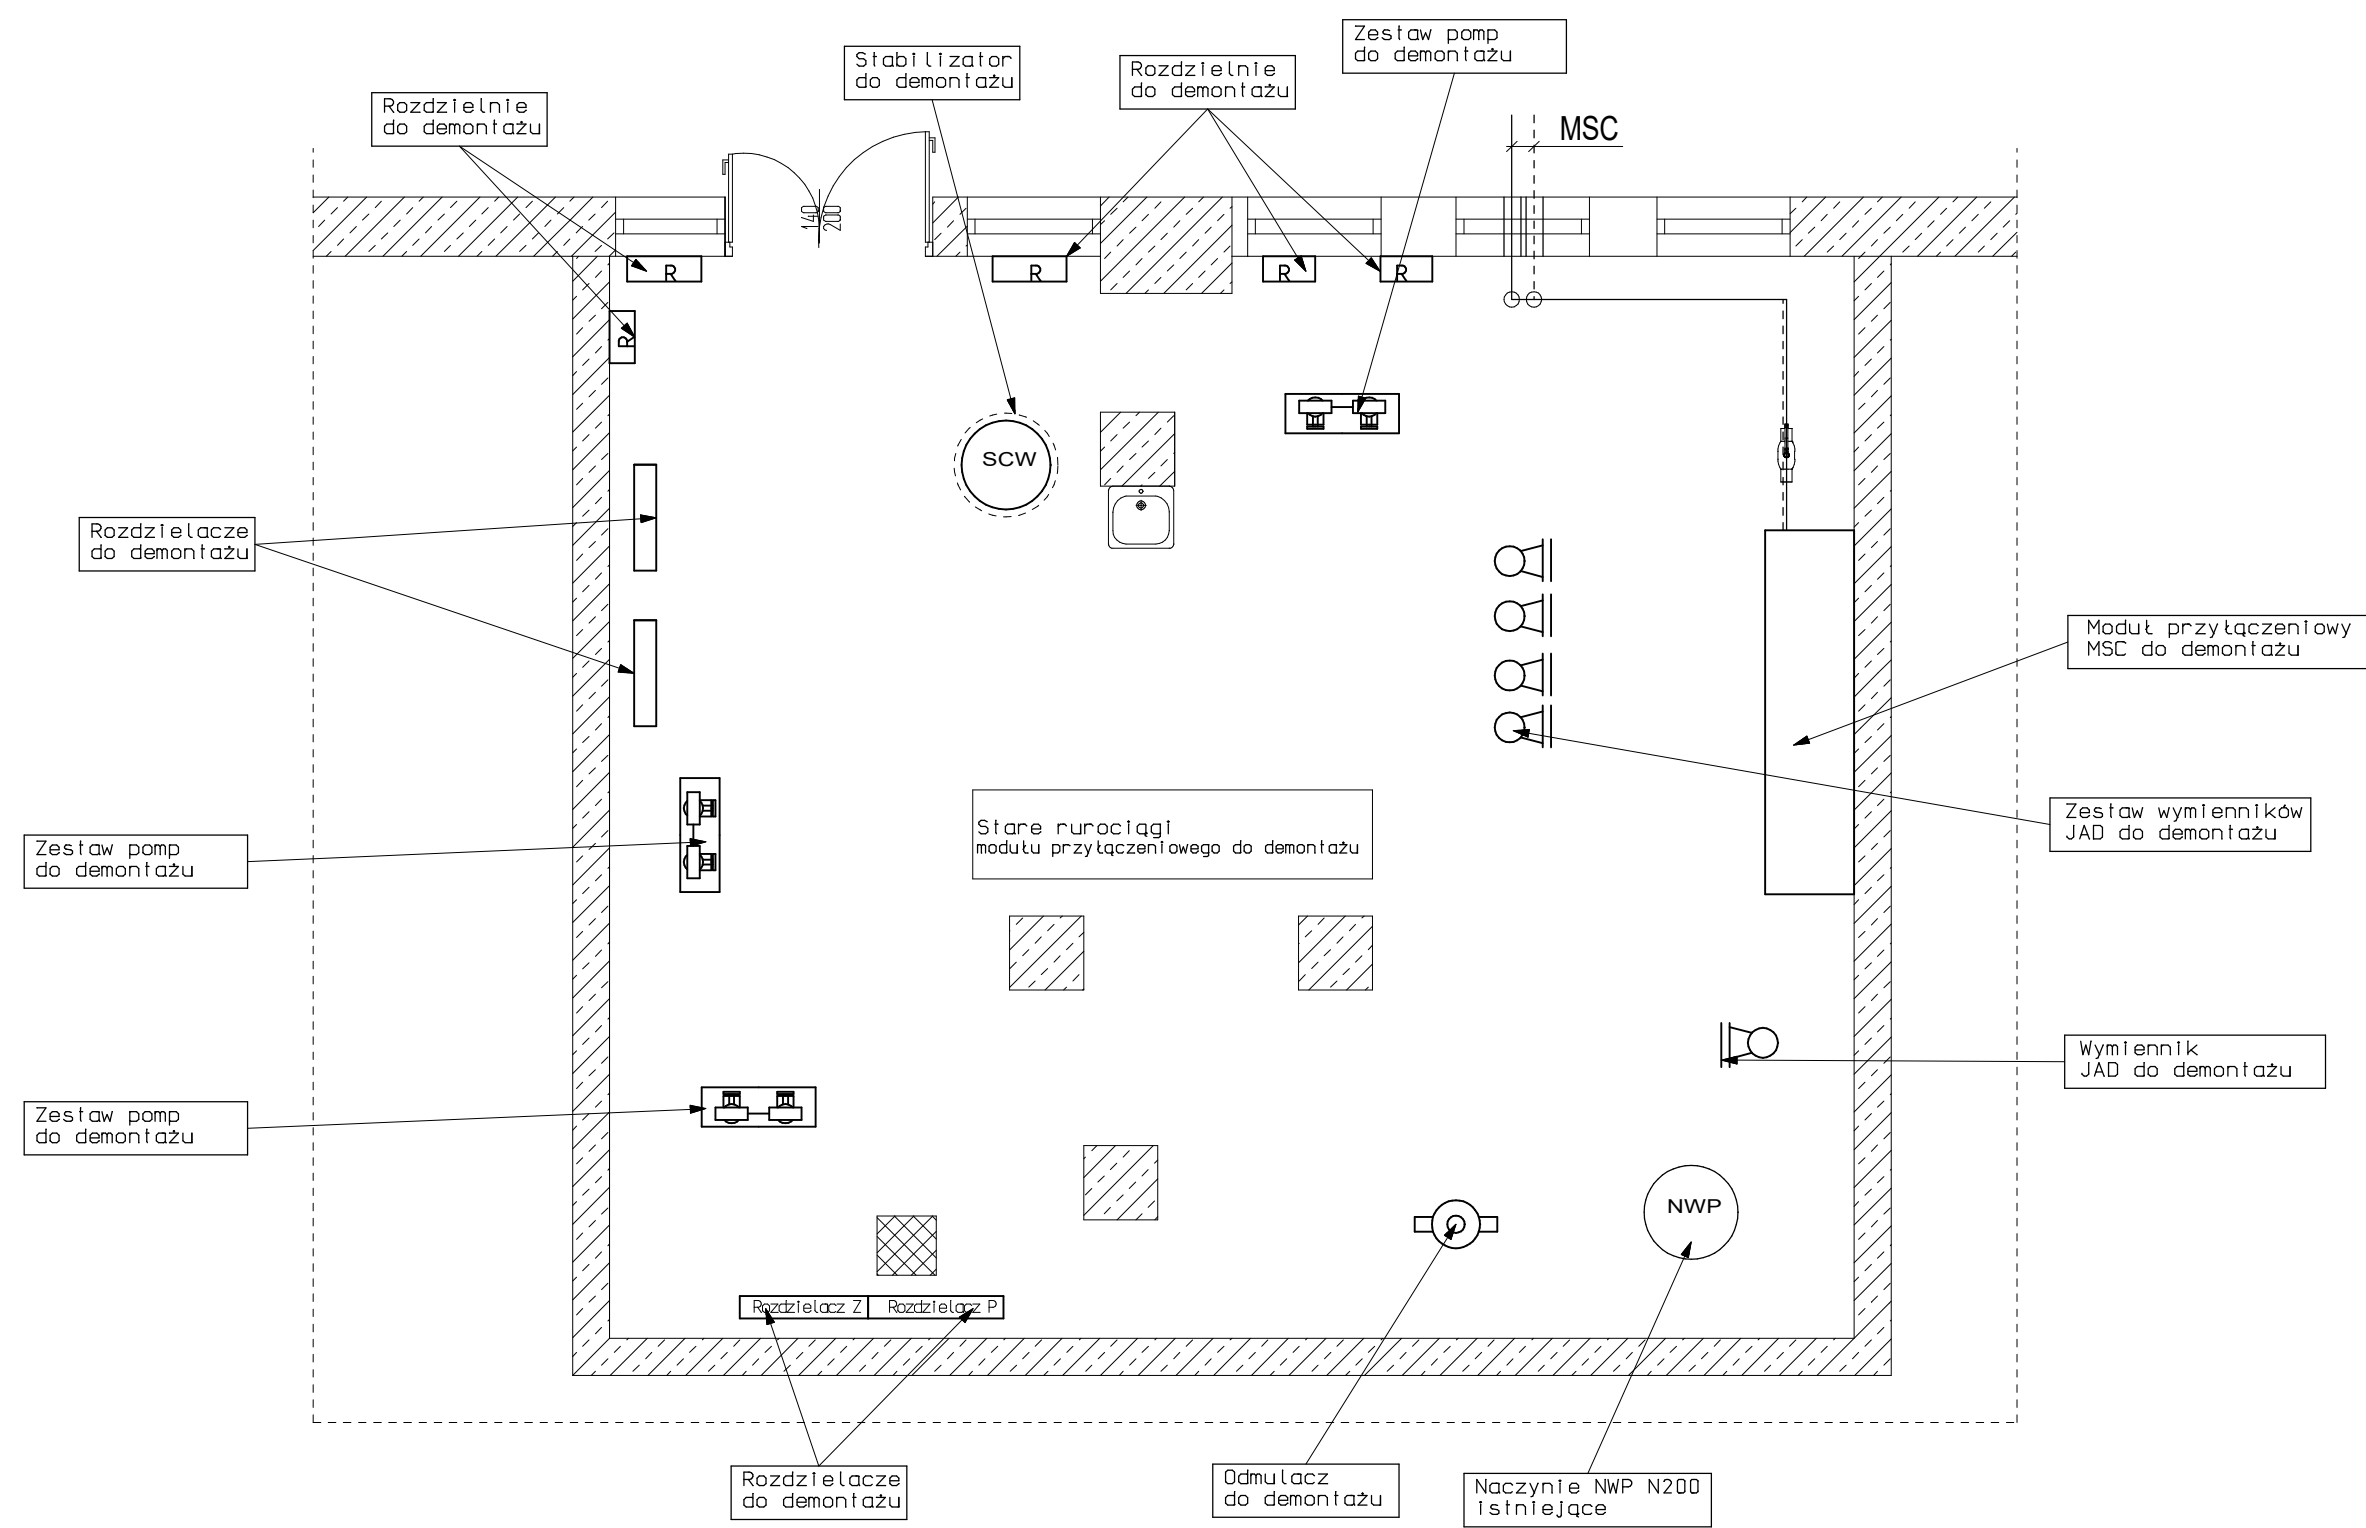 Zestaw pomp
do demontażu
Stabilizator
do demontażu
Rozdzielnie
do demontażu
Rozdzielnie
do demontażu
MSC
140
200
R
R
R
R
R
SCW
Rozdzielacze
do demontażu
Moduł przyłączeniowy
MSC do demontażu
Zestaw wymienników
JAD do demontażu
Stare rurociągi
modułu przyłączeniowego do demontażu
Zestaw pomp
do demontażu
Wymiennik
JAD do demontażu
Zestaw pomp
do demontażu
NWP
Rozdzielacz Z
Rozdzielacz P
Rozdzielacze
do demontażu
Odmulacz
do demontażu
Naczynie NWP N200
istniejące